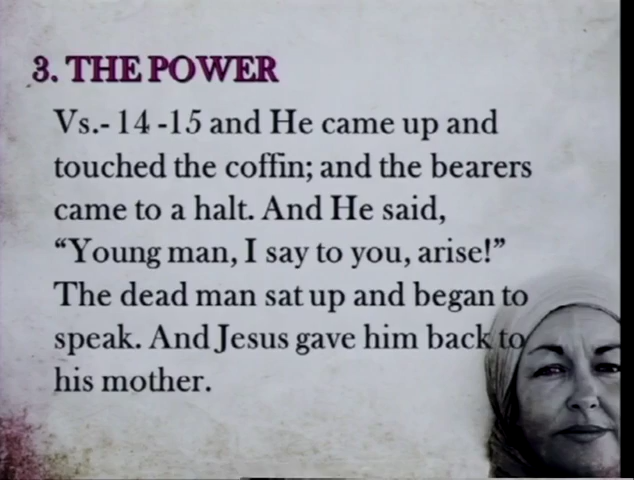 3. THE POWER
Vs.- 14 -15 and He came up and
touched the coffin; and the bearers
came to a halt. And He said,
“Young man, I say to you, arise!”
The dead man sat up and began to
speak. And Jesus gave him back to
his mother.